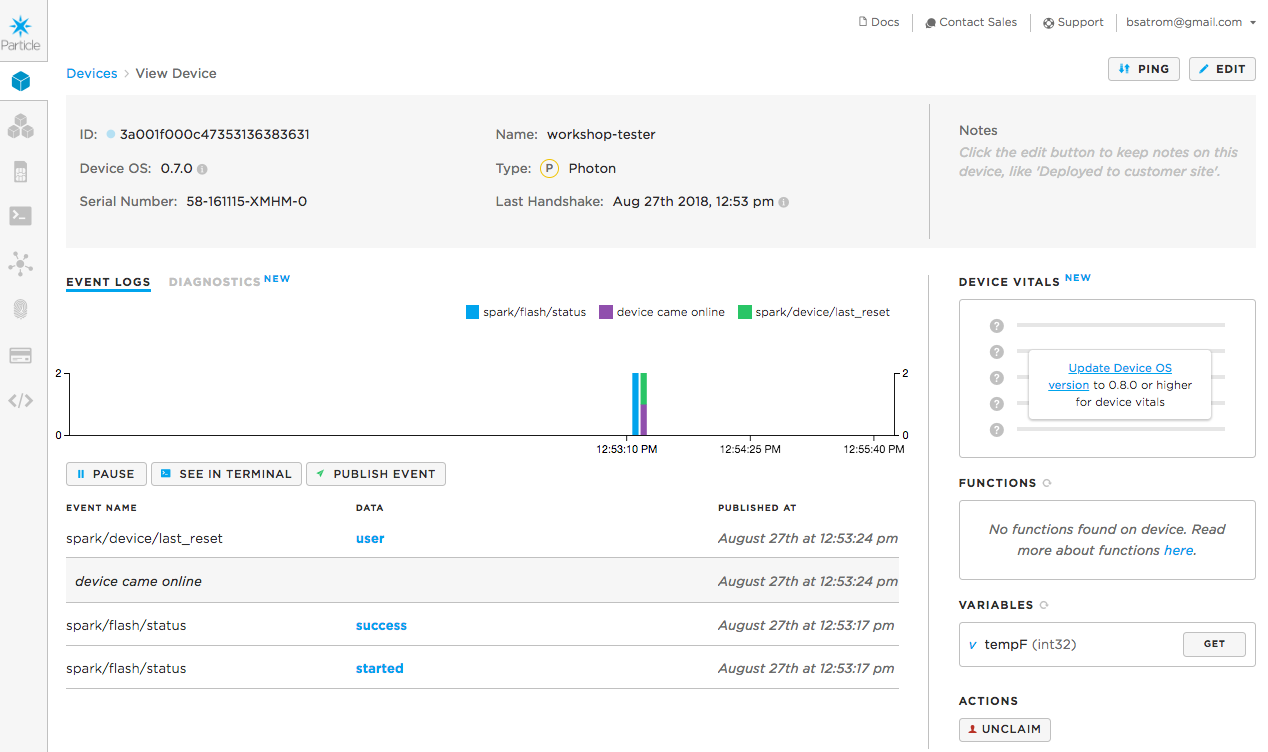 Particle
Docs
Contact Sales
Support
bsatrom@gmail.com
Devices > View Device
PING
EDIT
ID: 3a001f000c47353136383631
Device OS: 0.7.0
Serial Number: 58-161115-XMHM-0
Name: workshop-tester
Type: P Photon
Last Handshake: Aug 27th 2018, 12:53 pm
Notes
Click the edit button to keep notes on this
device, like 'Deployed to customer site'.
EVENT LOGS
DIAGNOSTICS NEW
spark/flash/status
device came online
spark/device/last_reset
2
0
2
0
12:53:10 PM
12:54:25 PM
12:55:40 PM
PAUSE
SEE IN TERMINAL
PUBLISH EVENT
EVENT NAME DATA PUBLISHED AT
spark/device/last_reset user August 27th at 12:53:24 pm
device came online August 27th at 12:53:24 pm
spark/flash/status success August 27th at 12:53:17 pm
spark/flash/status started August 27th at 12:53:17 pm
DEVICE VITALS NEW
?
?
?
?
?
Update Device OS
version to 0.8.0 or higher
for device vitals
FUNCTIONS
No functions found on device. Read
more about functions here.
VARIABLES
v tempF (int32)
GET
ACTIONS
UNCLAIM